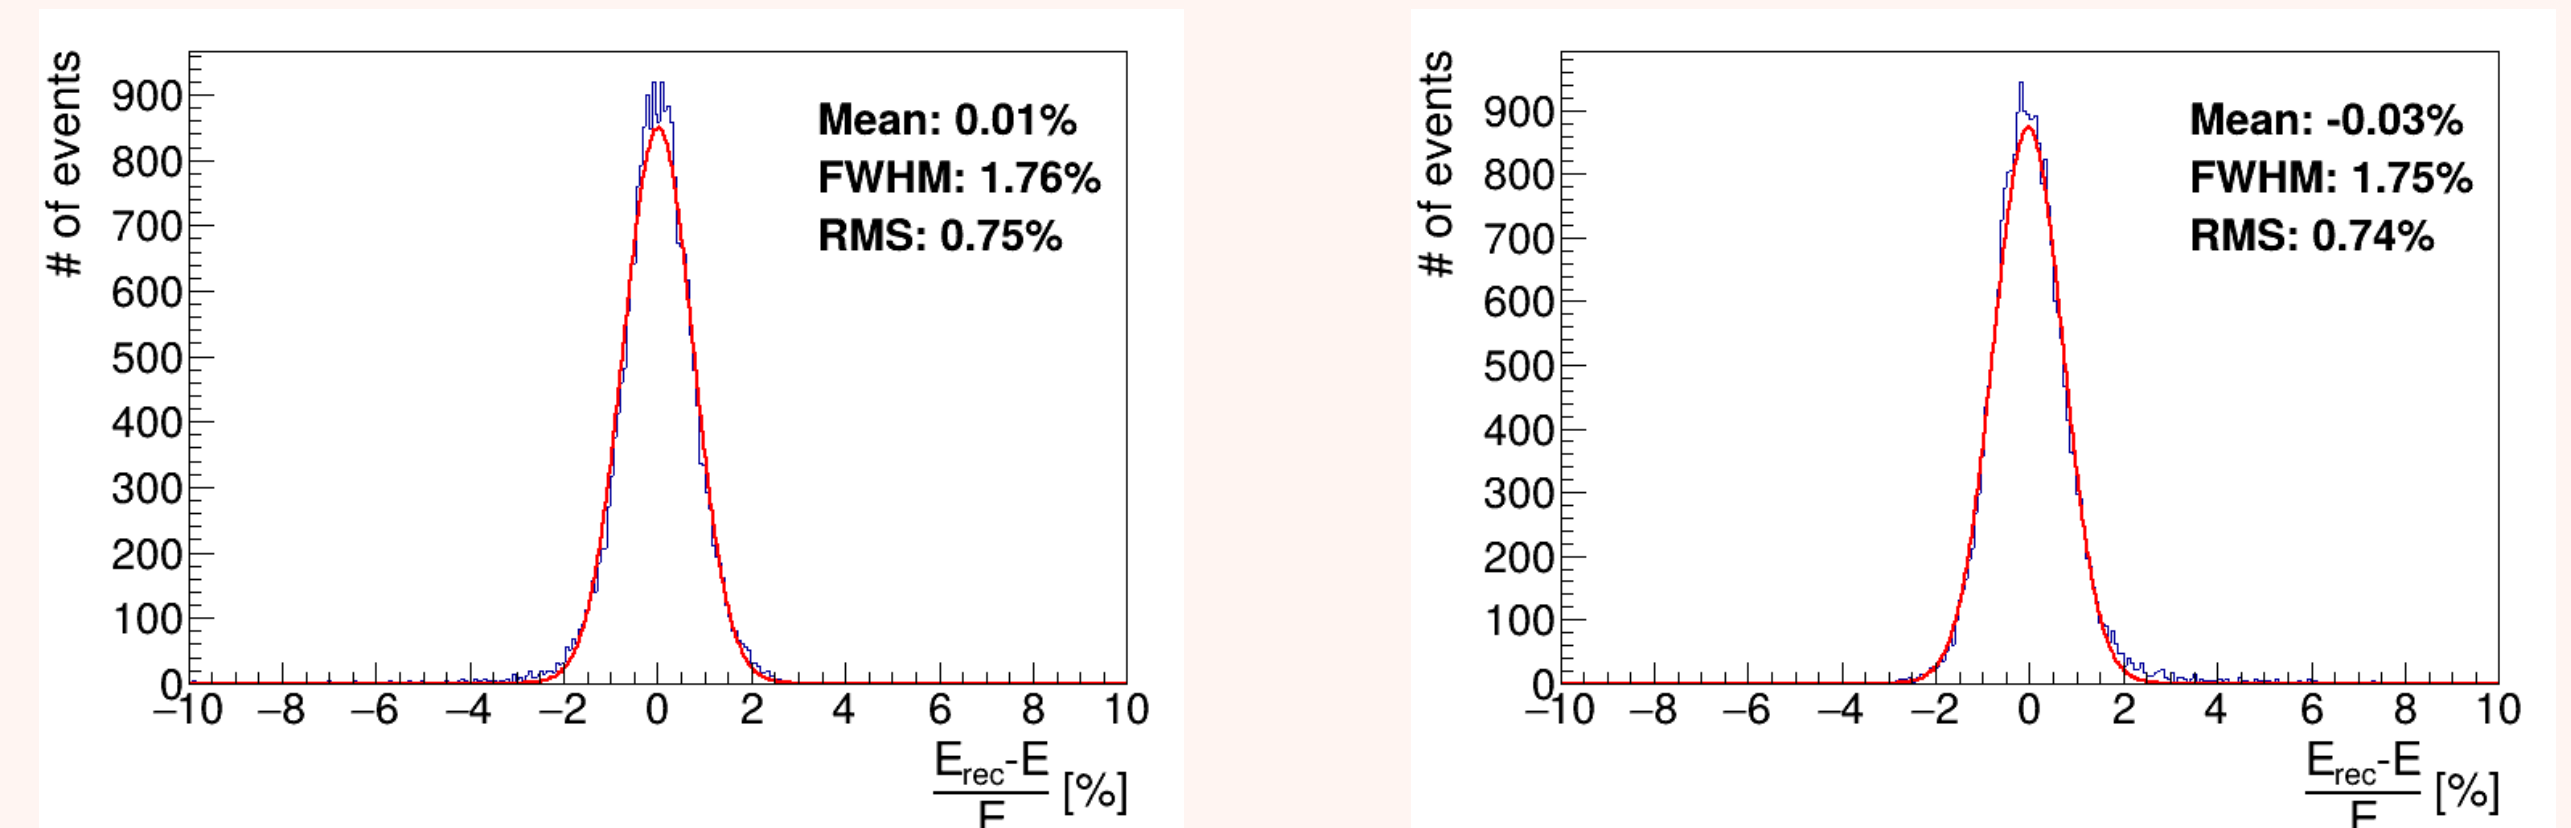 # of events
900
800
700
600
500
400
300
200
100
0
−10 −8 −6 −4 −2 0 2 4 6 8 10
Mean: 0.01%
FWHM: 1.76%
RMS: 0.75%
E_rec-E
E [%]
# of events
900
800
700
600
500
400
300
200
100
0
−10 −8 −6 −4 −2 0 2 4 6 8 10
Mean: -0.03%
FWHM: 1.75%
RMS: 0.74%
E_rec-E
E [%]